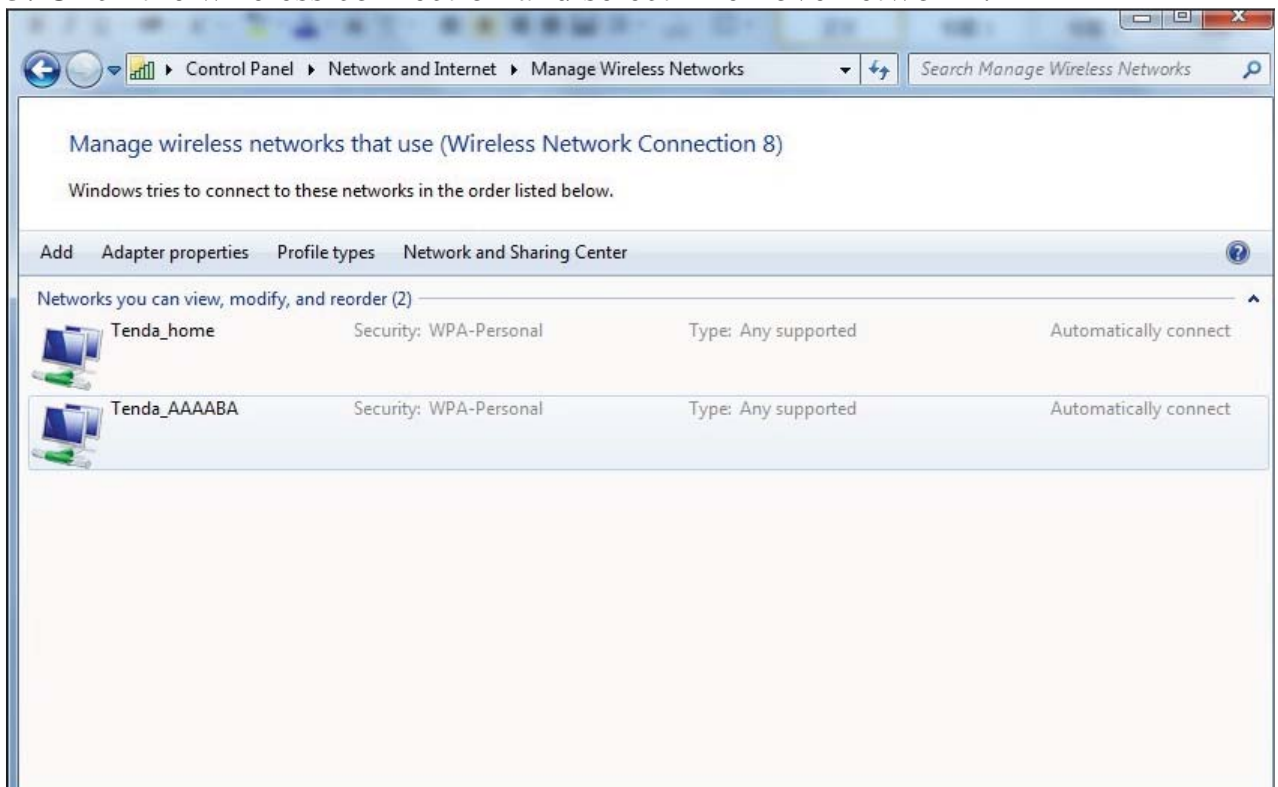 Control Panel ▸ Network and Internet ▸ Manage Wireless Networks
Search Manage Wireless Networks
Manage wireless networks that use (Wireless Network Connection 8)
Windows tries to connect to these networks in the order listed below.
Add Adapter properties Profile types Network and Sharing Center
Networks you can view, modify, and reorder (2)
Tenda_home Security: WPA-Personal Type: Any supported Automatically connect
Tenda_AAAABA Security: WPA-Personal Type: Any supported Automatically connect